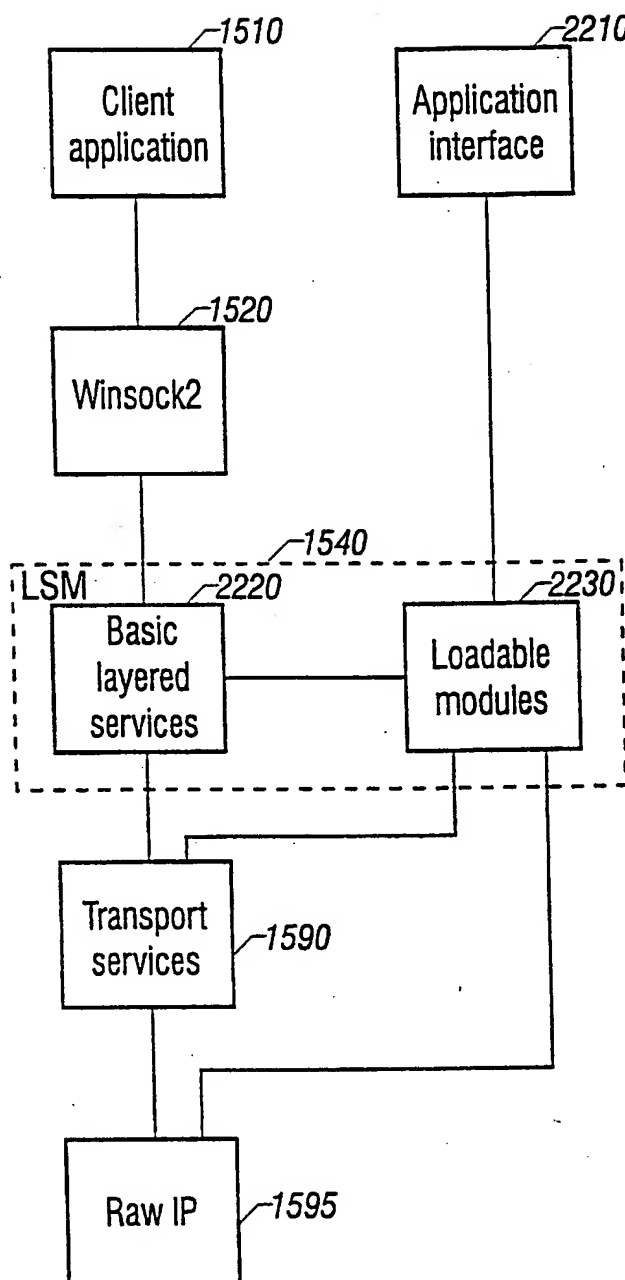 1510
Client
application
2210
Application
interface
1520
Winsock2
1540
LSM
2220
Basic
layered
services
2230
Loadable
modules
Transport
services
1590
Raw IP
1595